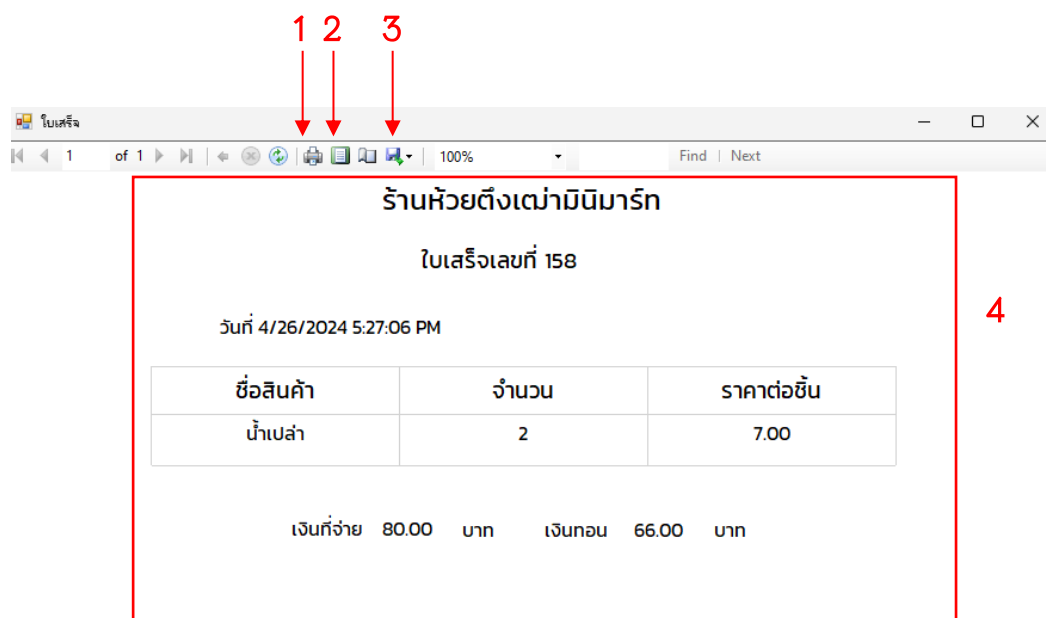 1 2 3
ใบเสร็จ
1 of 1 100% Find | Next
ร้านห้วยตึงเฒ่ามินิมาร์ท
ใบเสร็จเลขที่ 158
4
วันที่ 4/26/2024 5:27:06 PM
ชื่อสินค้า จำนวน ราคาต่อชิ้น
น้ำเปล่า 2 7.00
เงินที่จ่าย 80.00 บาท เงินทอน 66.00 บาท